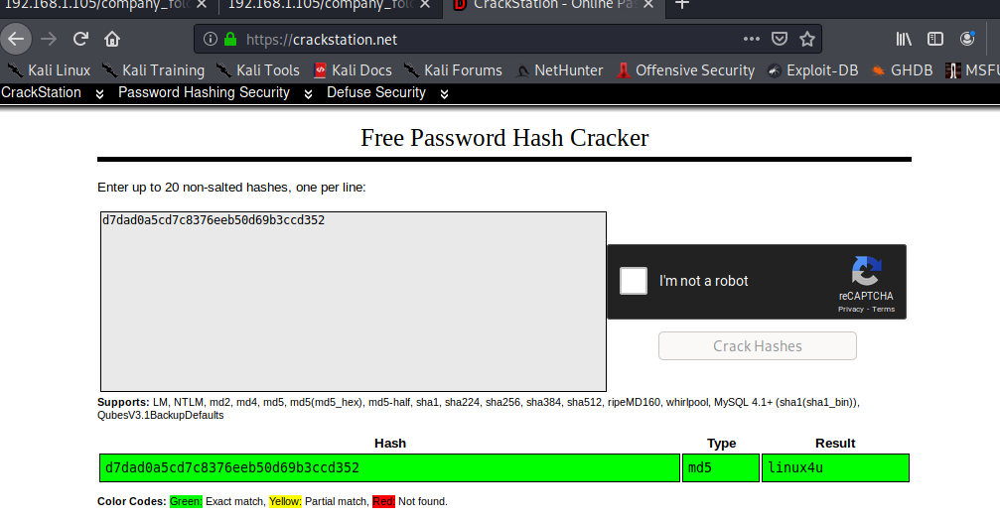 192.168.1.105/company_fol × 192.168.1.105/company_fol × CrackStation - Online Pas × +
https://crackstation.net
Kali Linux Kali Training Kali Tools Kali Docs Kali Forums NetHunter Offensive Security Exploit-DB GHDB MSFU
CrackStation Password Hashing Security Defuse Security
Free Password Hash Cracker
Enter up to 20 non-salted hashes, one per line:
d7dad0a5cd7c8376eeb50d69b3ccd352
I'm not a robot
reCAPTCHA
Privacy - Terms
Crack Hashes
Supports: LM, NTLM, md2, md4, md5, md5(md5_hex), md5-half, sha1, sha224, sha256, sha384, sha512, ripeMD160, whirlpool, MySQL 4.1+ (sha1(sha1_bin)),
QubesV3.1BackupDefaults
Hash Type Result
d7dad0a5cd7c8376eeb50d69b3ccd352 md5 linux4u
Color Codes: Green: Exact match, Yellow: Partial match, Red: Not found.